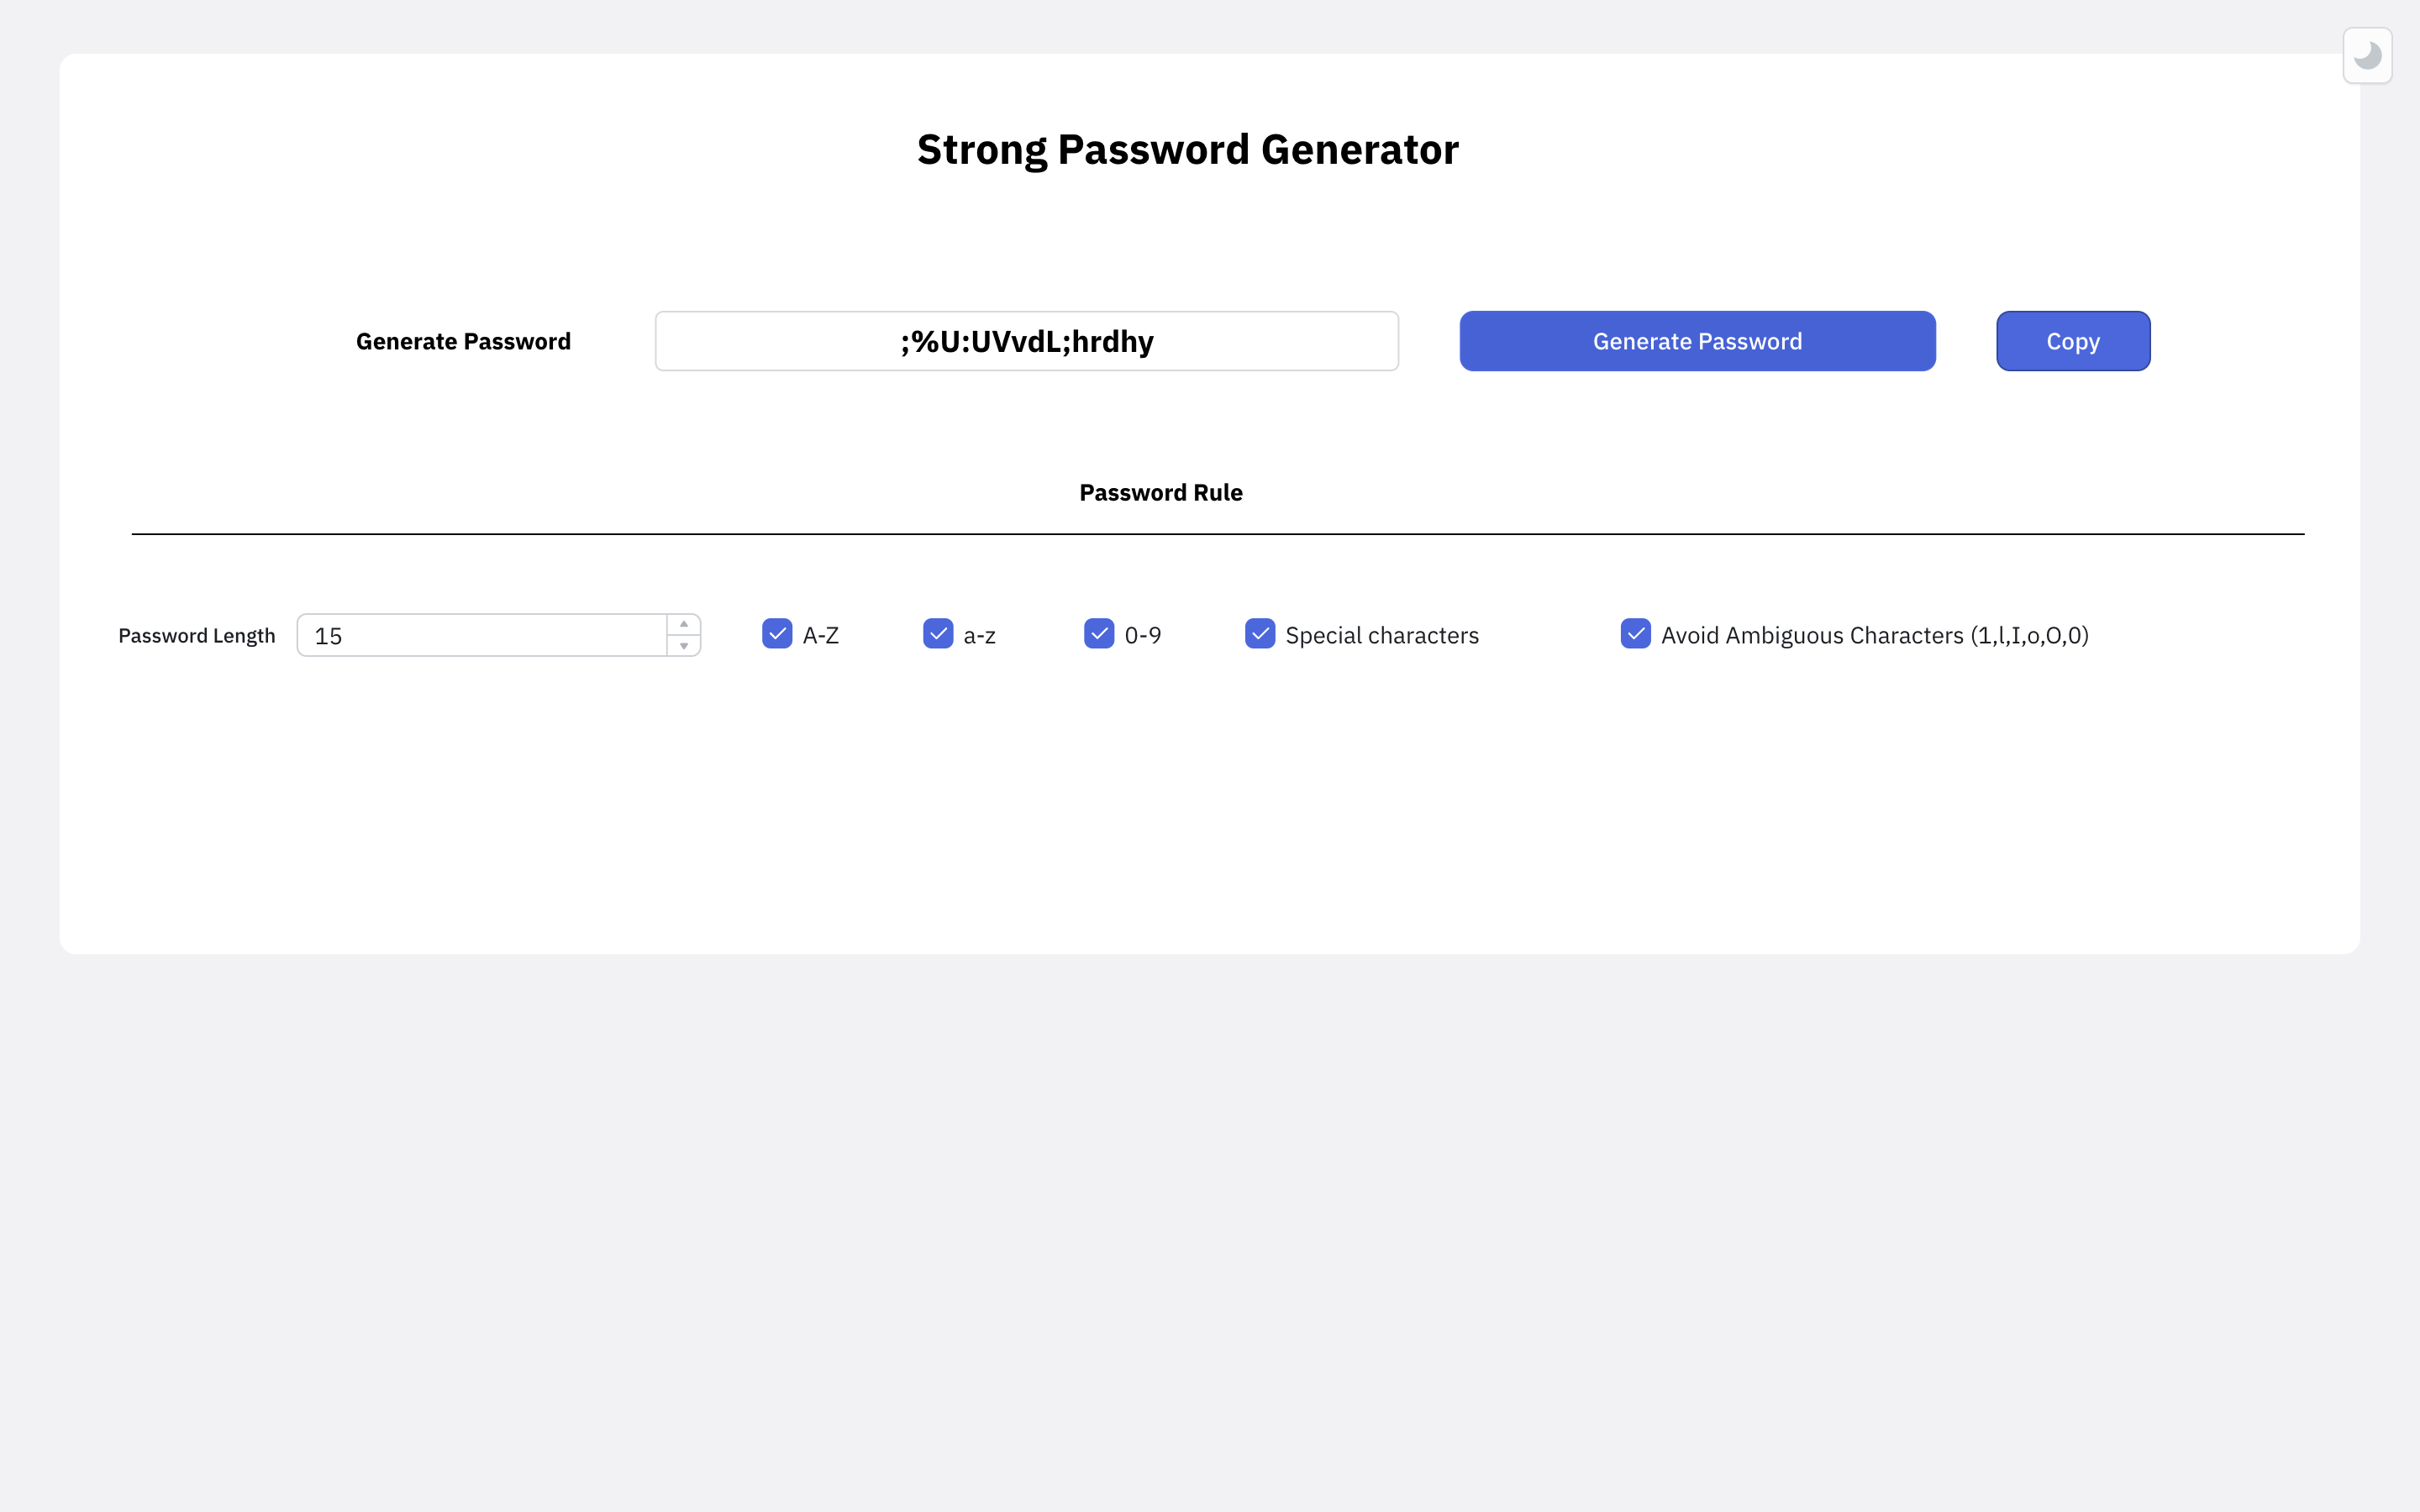 Strong Password Generator
Generate Password ;%U:UVvdL;hrdhy Generate Password Copy
Password Rule
Password Length 15 A-Z a-z 0-9 Special characters Avoid Ambiguous Characters (1,l,I,o,O,0)